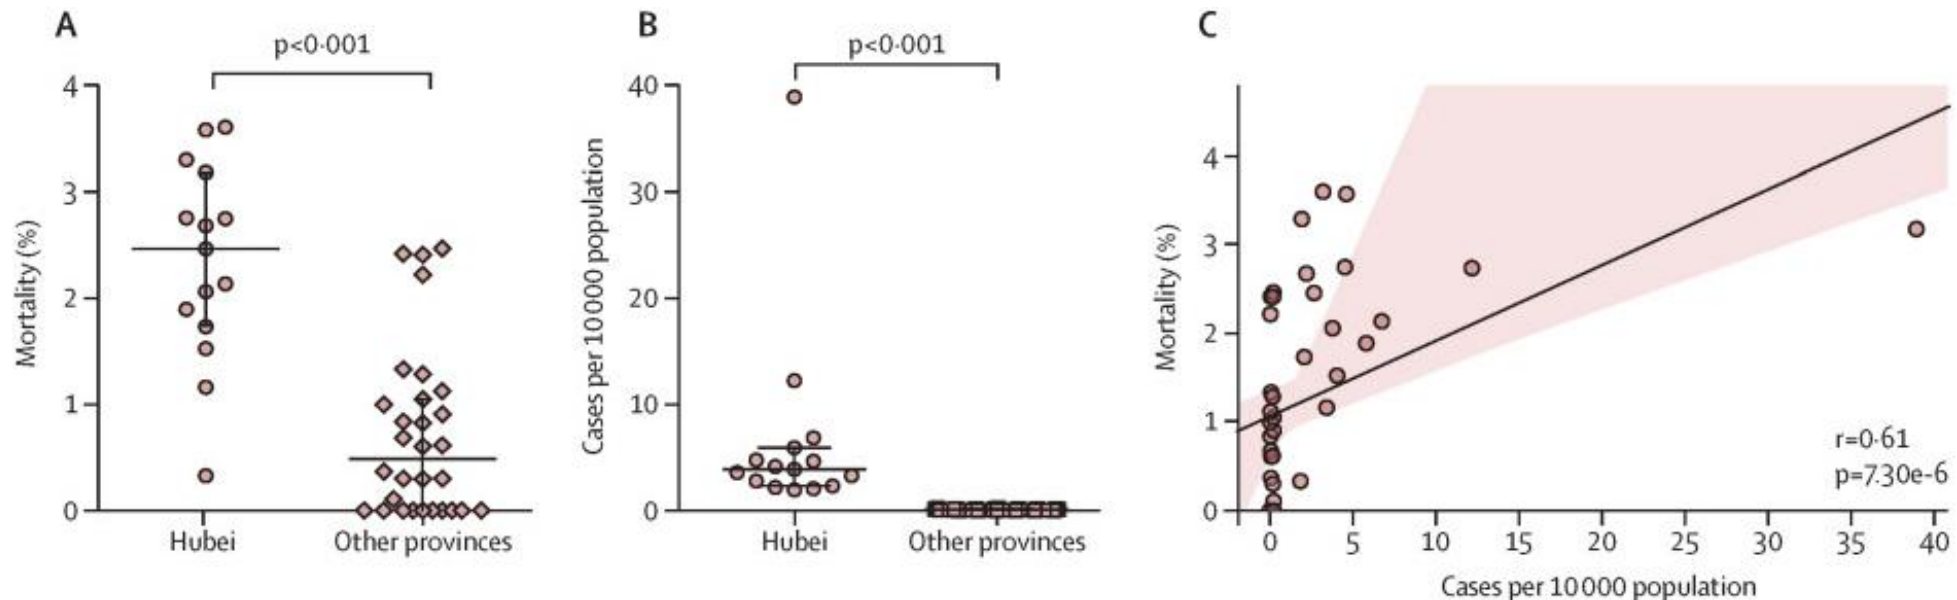 A
p<0·001
4
3
2
1
0
Mortality (%)
Hubei
Other provinces
B
p<0·001
40
30
20
10
0
Cases per 10 000 population
Hubei
Other provinces
C
4
3
2
1
0
Mortality (%)
r=0·61
p=7.30e-6
0
5
10
15
20
25
30
35
40
Cases per 10 000 population